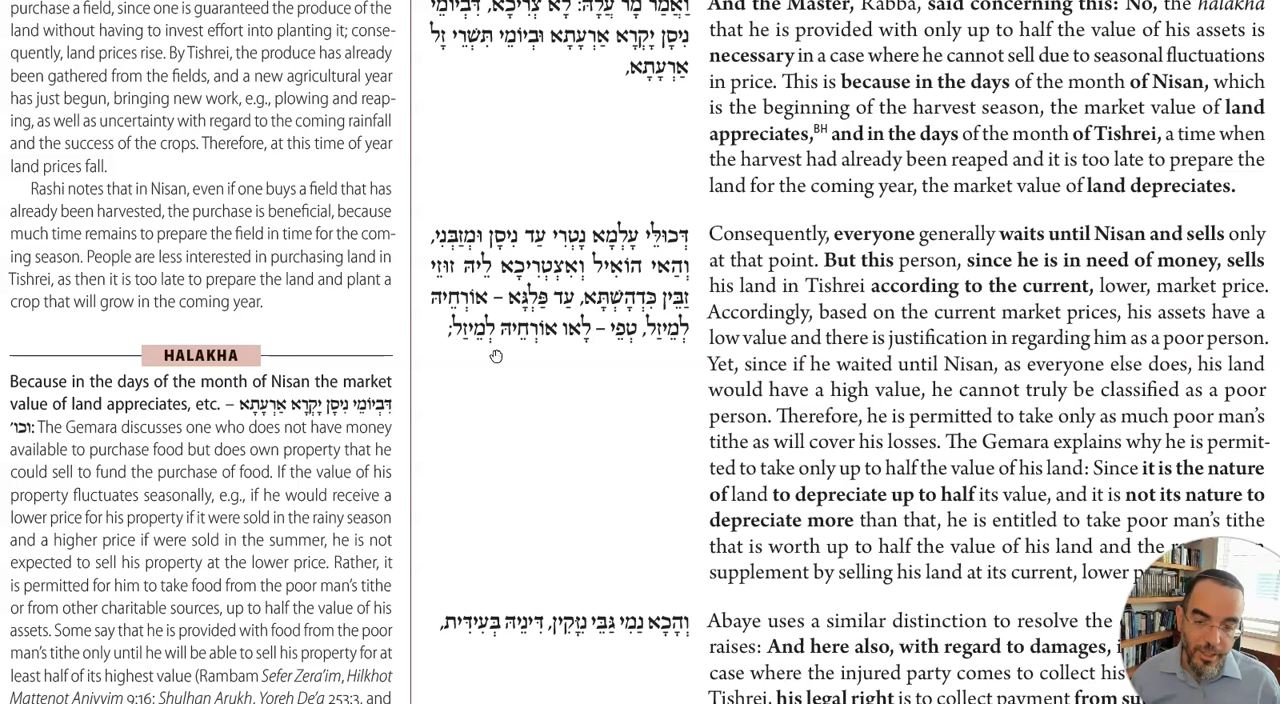 purchase a field, since one is guaranteed the produce of the
land without having to invest effort into planting it; conse-
quently, land prices rise. By Tishrei, the produce has already
been gathered from the fields, and a new agricultural year
has just begun, bringing new work, e.g., plowing and reap-
ing, as well as uncertainty with regard to the coming rainfall
and the success of the crops. Therefore, at this time of year
land prices fall.
Rashi notes that in Nisan, even if one buys a field that has
already been harvested, the purchase is beneficial, because
much time remains to prepare the field in time for the com-
ing season. People are less interested in purchasing land in
Tishrei, as then it is too late to prepare the land and plant a
crop that will grow in the coming year.
HALAKHA
Because in the days of the month of Nisan the market
value of land appreciates, etc. – דִּבְיוֹמֵי נִיסָן יָקְרָא אַרְעָתָא
וכו׳: The Gemara discusses one who does not have money
available to purchase food but does own property that he
could sell to fund the purchase of food. If the value of his
property fluctuates seasonally, e.g., if he would receive a
lower price for his property if it were sold in the rainy season
and a higher price if were sold in the summer, he is not
expected to sell his property at the lower price. Rather, it
is permitted for him to take food from the poor man's tithe
or from other charitable sources, up to half the value of his
assets. Some say that he is provided with food from the poor
man's tithe only until he will be able to sell his property for at
least half of its highest value (Rambam Sefer Zera'im, Hilkhot
Mattenot Aniyyim 9:16; Shulhan Arukh, Yoreh De'a 253:3, and
וַאֲמַר מָר עֲלַהּ: לָא צְרִיכָא, דִּבְיוֹמֵי
נִיסָן יָקְרָא אַרְעָתָא וּבְיוֹמֵי תִּשְׁרֵי זָל
אַרְעָתָא,
דְּכוּלֵּי עָלְמָא נָטְרִי עַד נִיסָן וּמְזַבְּנִי,
וְהַאי הוֹאִיל וְאִצְטְרִיכָא לֵיהּ זוּזֵי
זַבֵּין כִּדְהָשְׁתָּא, עַד פַּלְגָּא – אוֹרְחֵיהּ
לְמֵיזַל, טְפֵי – לָאו אוֹרְחֵיהּ לְמֵיזַל;
וְהָכָא נַמִי גַּבֵּי נְזָקִין, דִּינֵיהּ בְּעִידִּית,
And the Master, Rabba, said concerning this: No, the halakha
that he is provided with only up to half the value of his assets is
necessary in a case where he cannot sell due to seasonal fluctuations
in price. This is because in the days of the month of Nisan, which
is the beginning of the harvest season, the market value of land
appreciates,BH and in the days of the month of Tishrei, a time when
the harvest had already been reaped and it is too late to prepare the
land for the coming year, the market value of land depreciates.
Consequently, everyone generally waits until Nisan and sells only
at that point. But this person, since he is in need of money, sells
his land in Tishrei according to the current, lower, market price.
Accordingly, based on the current market prices, his assets have a
low value and there is justification in regarding him as a poor person.
Yet, since if he waited until Nisan, as everyone else does, his land
would have a high value, he cannot truly be classified as a poor
person. Therefore, he is permitted to take only as much poor man's
tithe as will cover his losses. The Gemara explains why he is permit-
ted to take only up to half the value of his land: Since it is the nature
of land to depreciate up to half its value, and it is not its nature to
depreciate more than that, he is entitled to take poor man's tithe
that is worth up to half the value of his land and the
supplement by selling his land at its current, lower
Abaye uses a similar distinction to resolve the
raises: And here also, with regard to damages,
case where the injured party comes to collect his
Tishrei, his legal right is to collect payment from